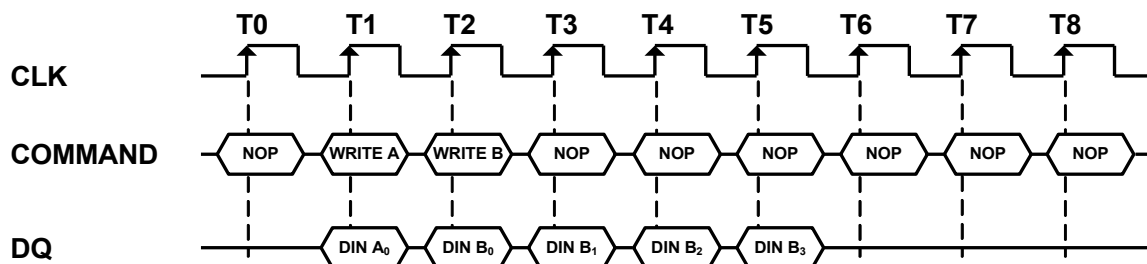 T0 T1 T2 T3 T4 T5 T6 T7 T8
CLK
COMMAND NOP WRITE A WRITE B NOP NOP NOP NOP NOP NOP
DQ DIN A₀ DIN B₀ DIN B₁ DIN B₂ DIN B₃